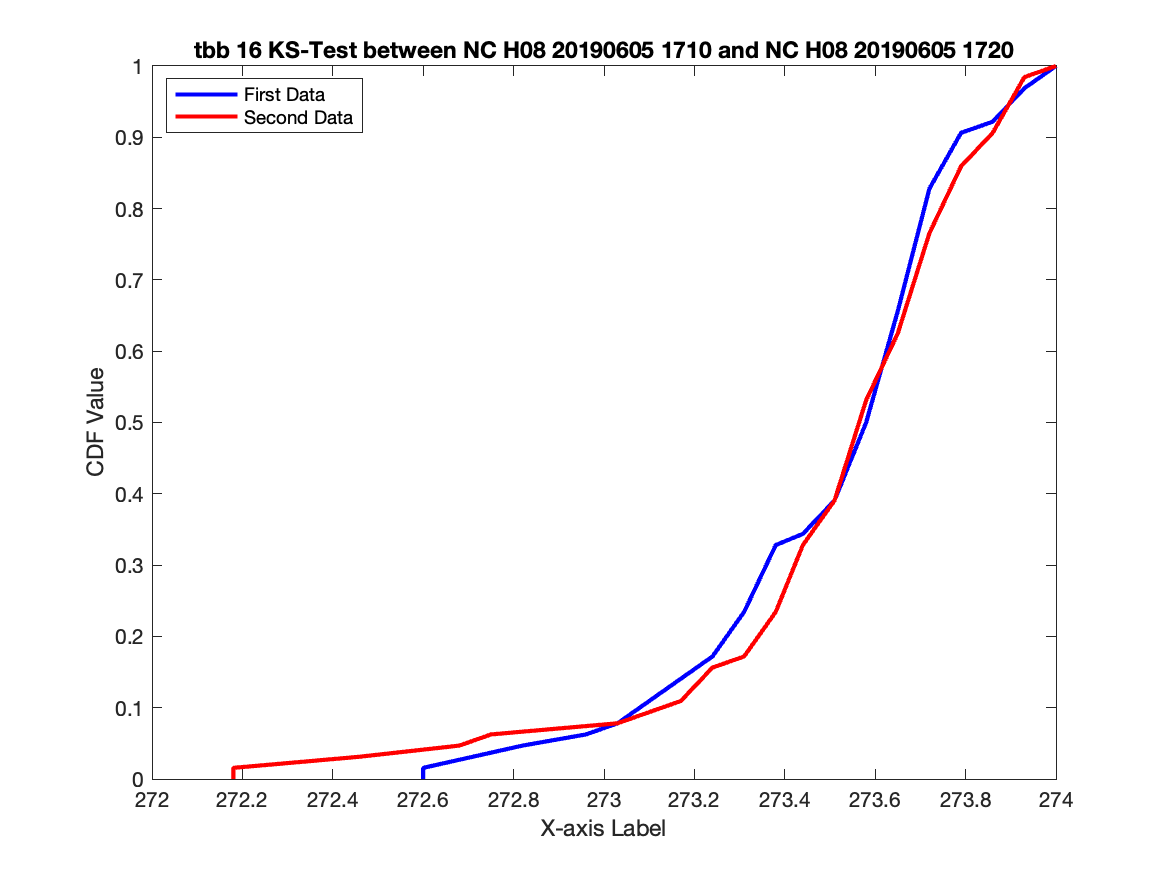 tbb 16 KS-Test between NC H08 20190605 1710 and NC H08 20190605 1720
First Data
Second Data
1
0.9
0.8
0.7
0.6
0.5
0.4
0.3
0.2
0.1
0
CDF Value
272 272.2 272.4 272.6 272.8 273 273.2 273.4 273.6 273.8 274
X-axis Label